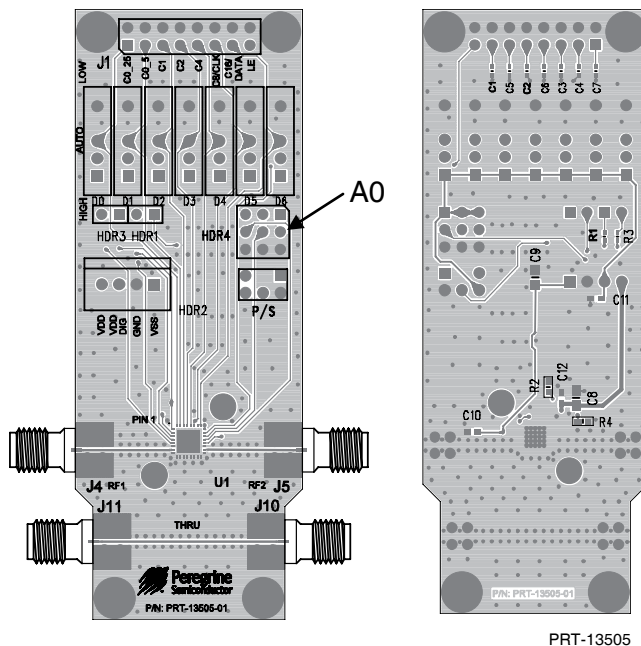 J1
LOW
C0_25
C0_5
C1
C2
C4
C8/CLK
C16/
DATA
LE
AUTO
HIGH
D0
D1
D2
D3
D4
D5
D6
A0
HDR3
HDR1
HDR4
P/S
HDR2
VDD
VDD
DIG
GND
VSS
PIN 1
J4
RF1
U1
RF2
J5
J11
THRU
J10
Peregrine
Semiconductor
P/N: PRT-13505-01
C1
C5
C2
C6
C3
C4
C7
R1
R3
C9
C11
R2
C12
C8
C10
R4
P/N: PRT-13505-01
PRT-13505